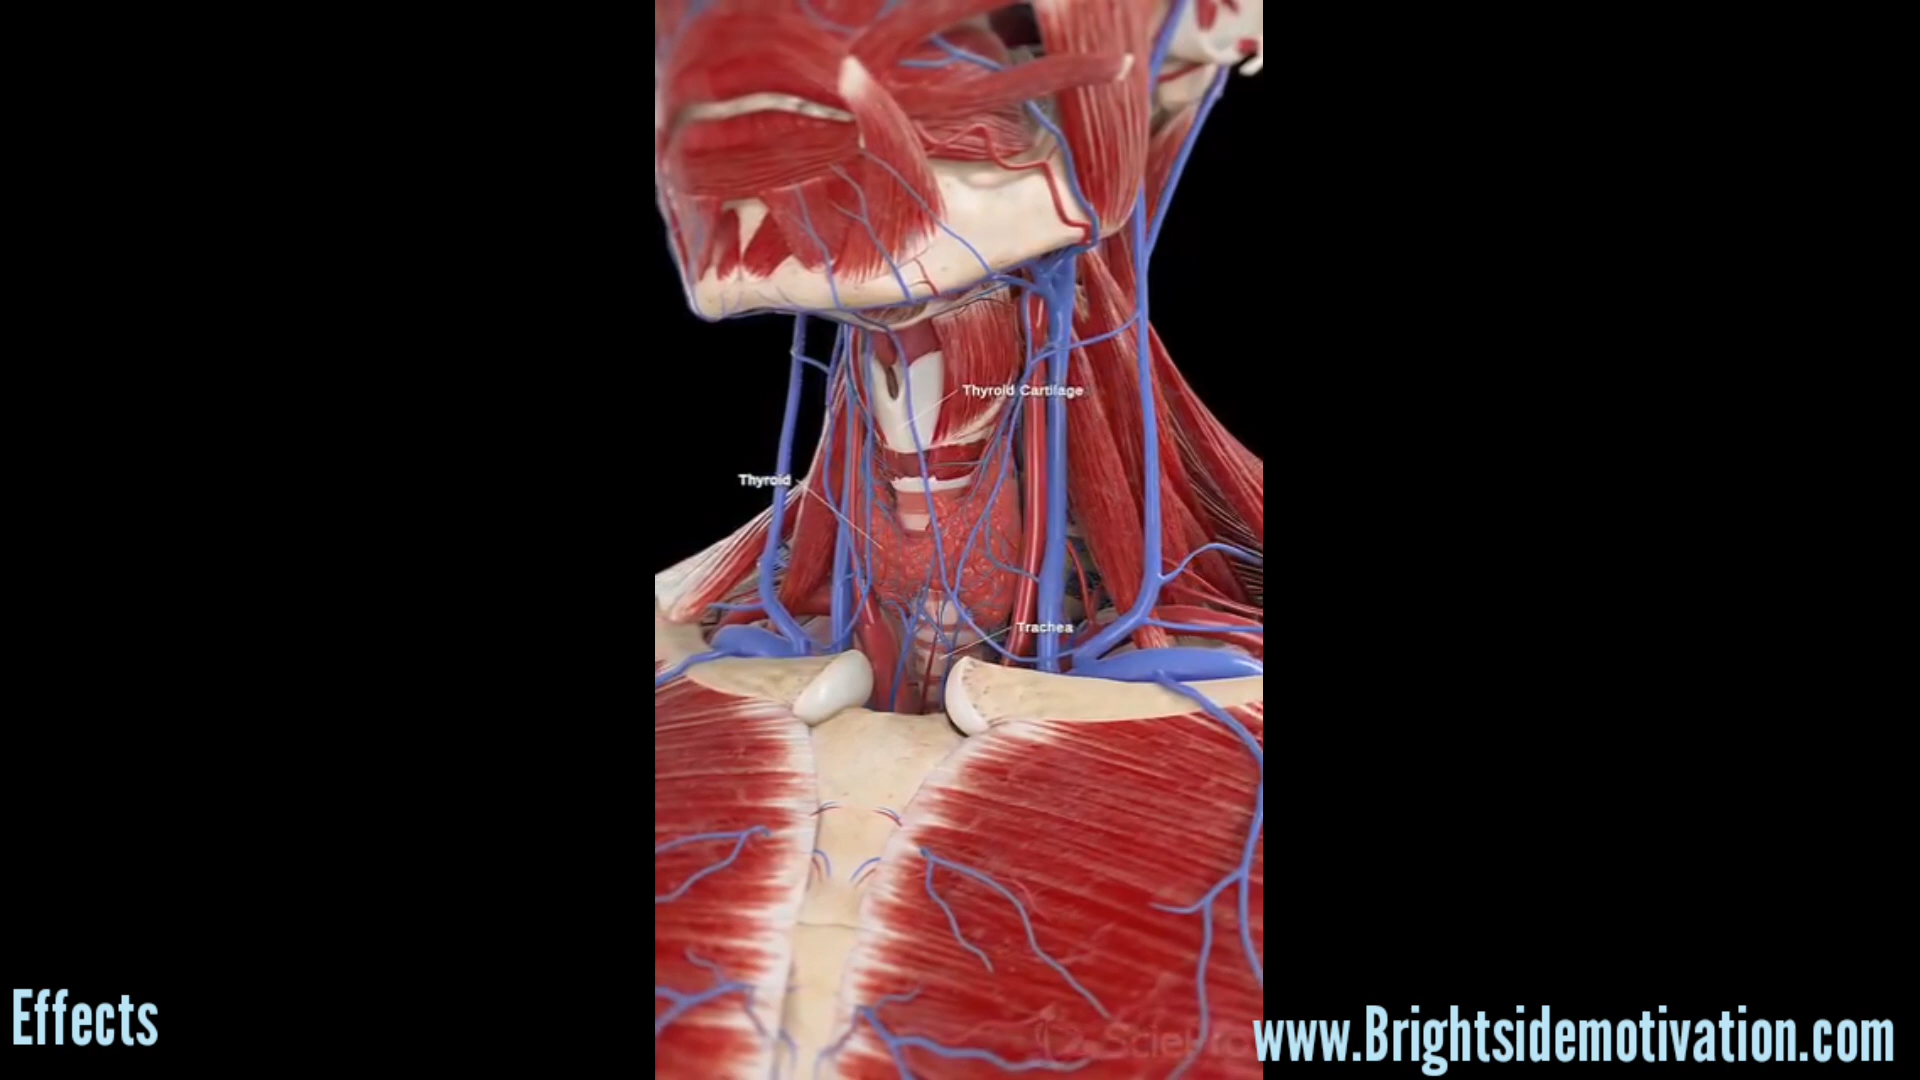 Thyroid Cartilage
Thyroid
Trachea
Effects
www.Brightsidemotivation.com